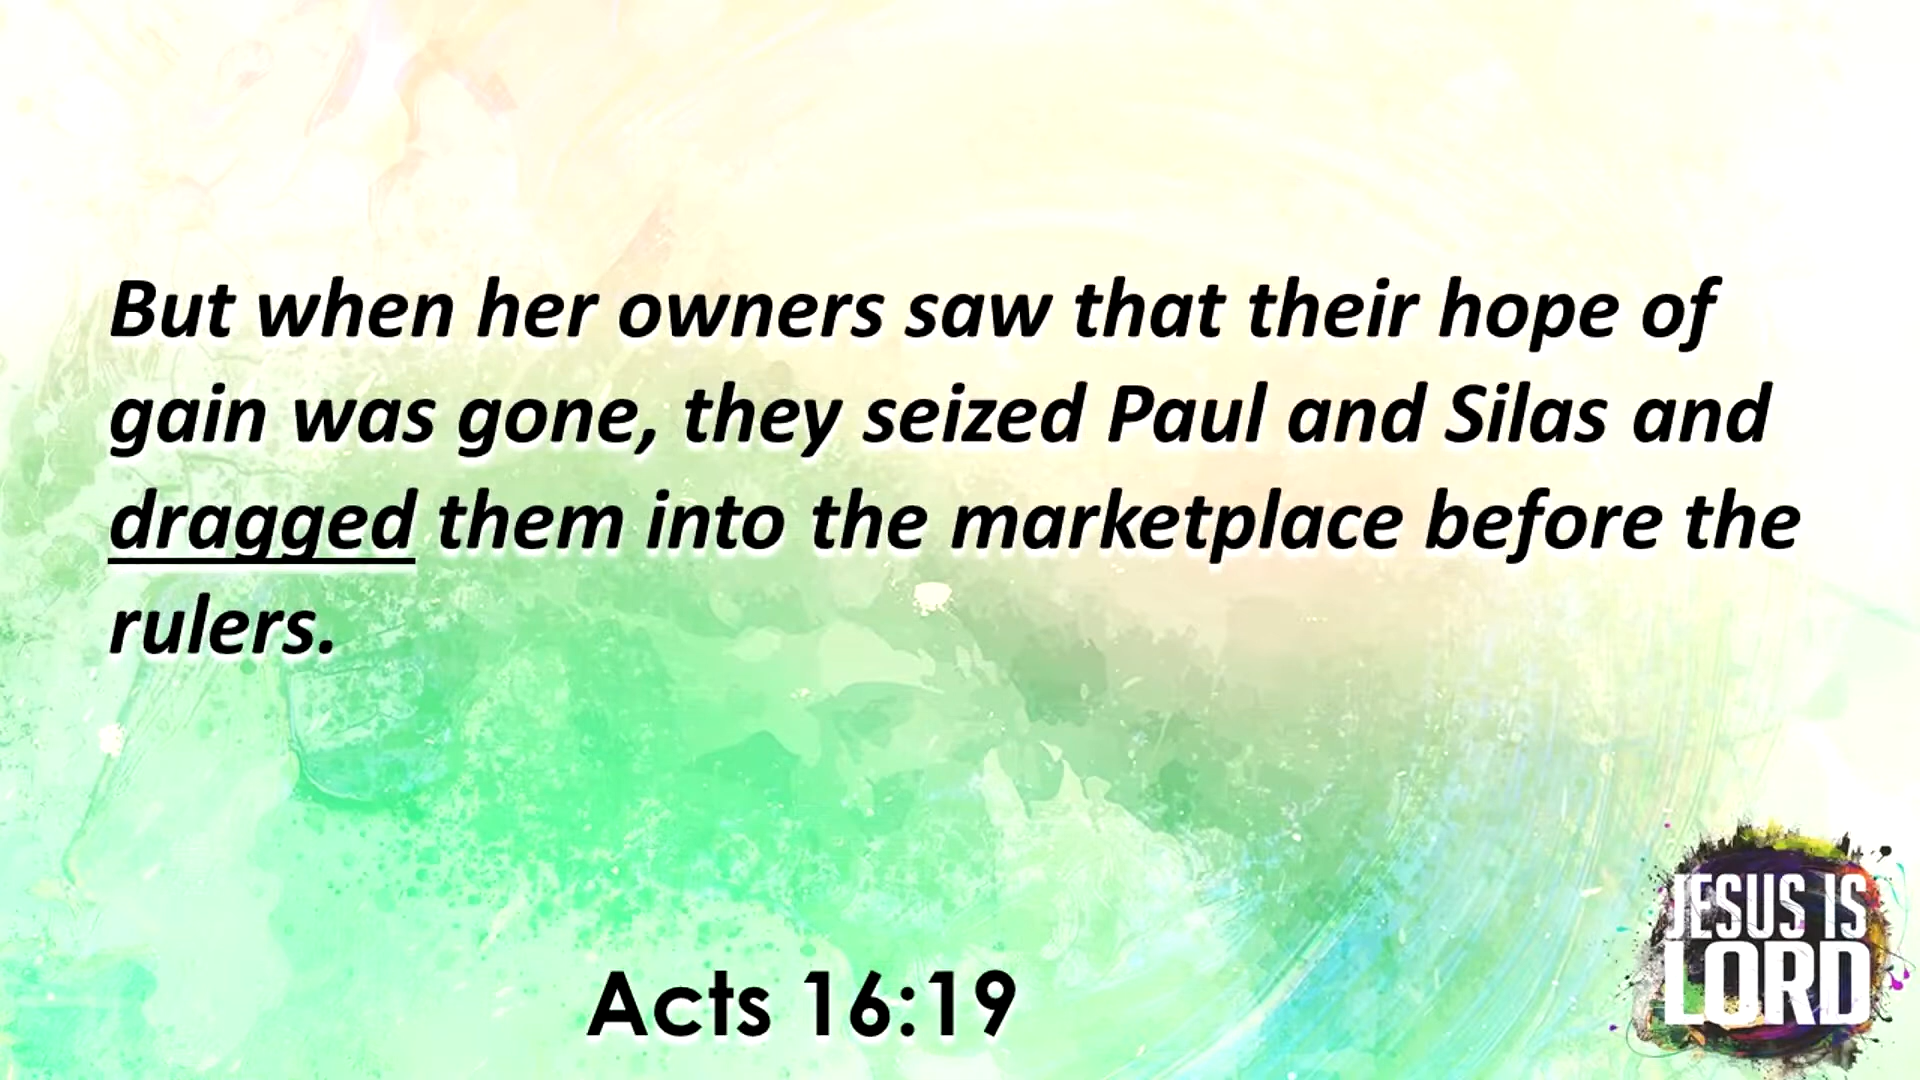 But when her owners saw that their hope of
gain was gone, they seized Paul and Silas and
dragged them into the marketplace before the
rulers.
Acts 16:19
JESUS IS
LORD